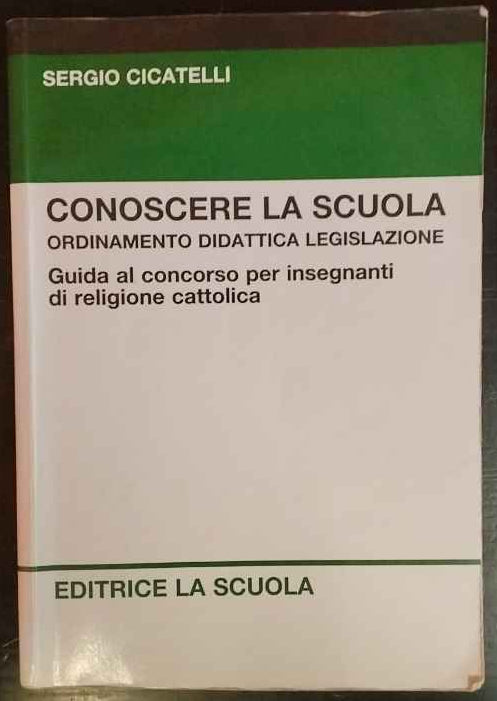 SERGIO CICATELLI
CONOSCERE LA SCUOLA
ORDINAMENTO DIDATTICA LEGISLAZIONE
Guida al concorso per insegnanti
di religione cattolica
EDITRICE LA SCUOLA